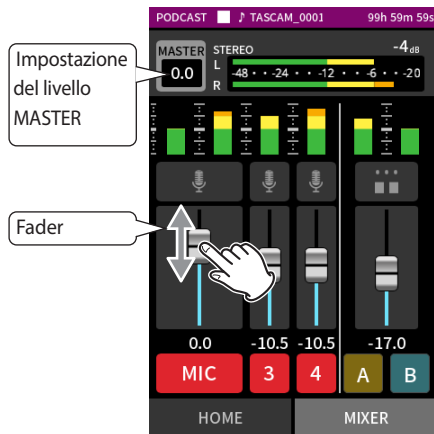 PODCAST ♪ TASCAM_0001 99h 59m 59s
Impostazione
del livello
MASTER
MASTER STEREO -4dB
0.0
L
-48 • • -24 • • -12 • • -6 • • -20
R
Fader
0.0 -10.5 -10.5 -17.0
MIC 3 4 A B
HOME MIXER